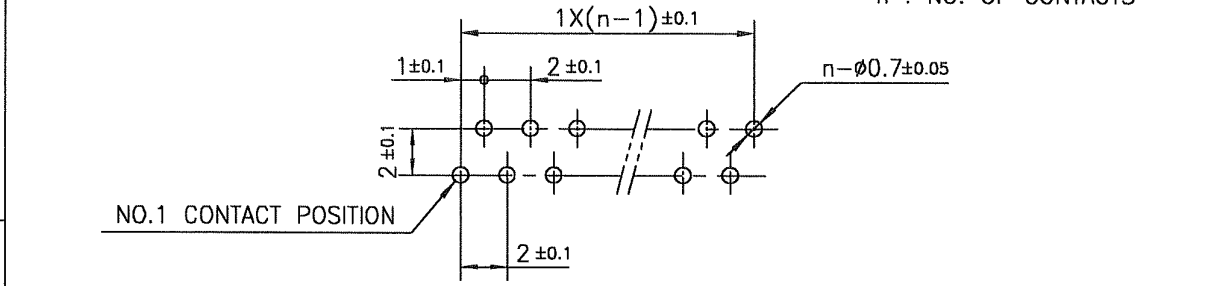 n : NO. OF CONTACTS
1X(n-1)±0.1
1±0.1
2 ±0.1
n-ø0.7±0.05
2 ±0.1
NO.1 CONTACT POSITION
2 ±0.1